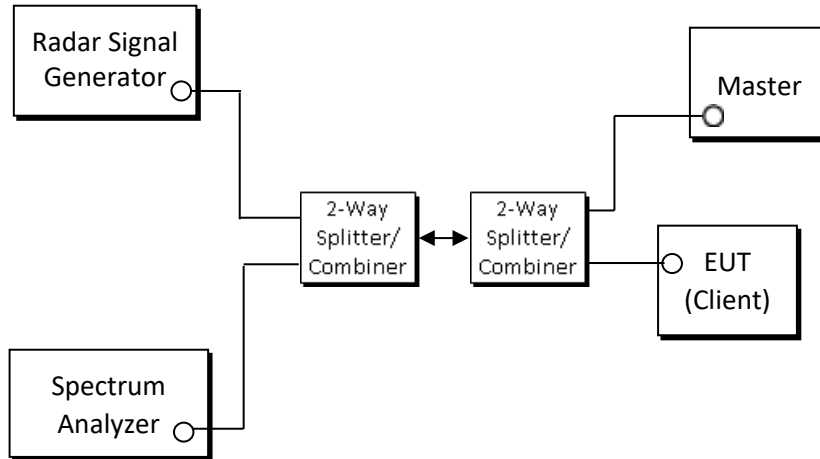 Radar Signal
Generator
Master
2-Way
Splitter/
Combiner
2-Way
Splitter/
Combiner
EUT
(Client)
Spectrum
Analyzer